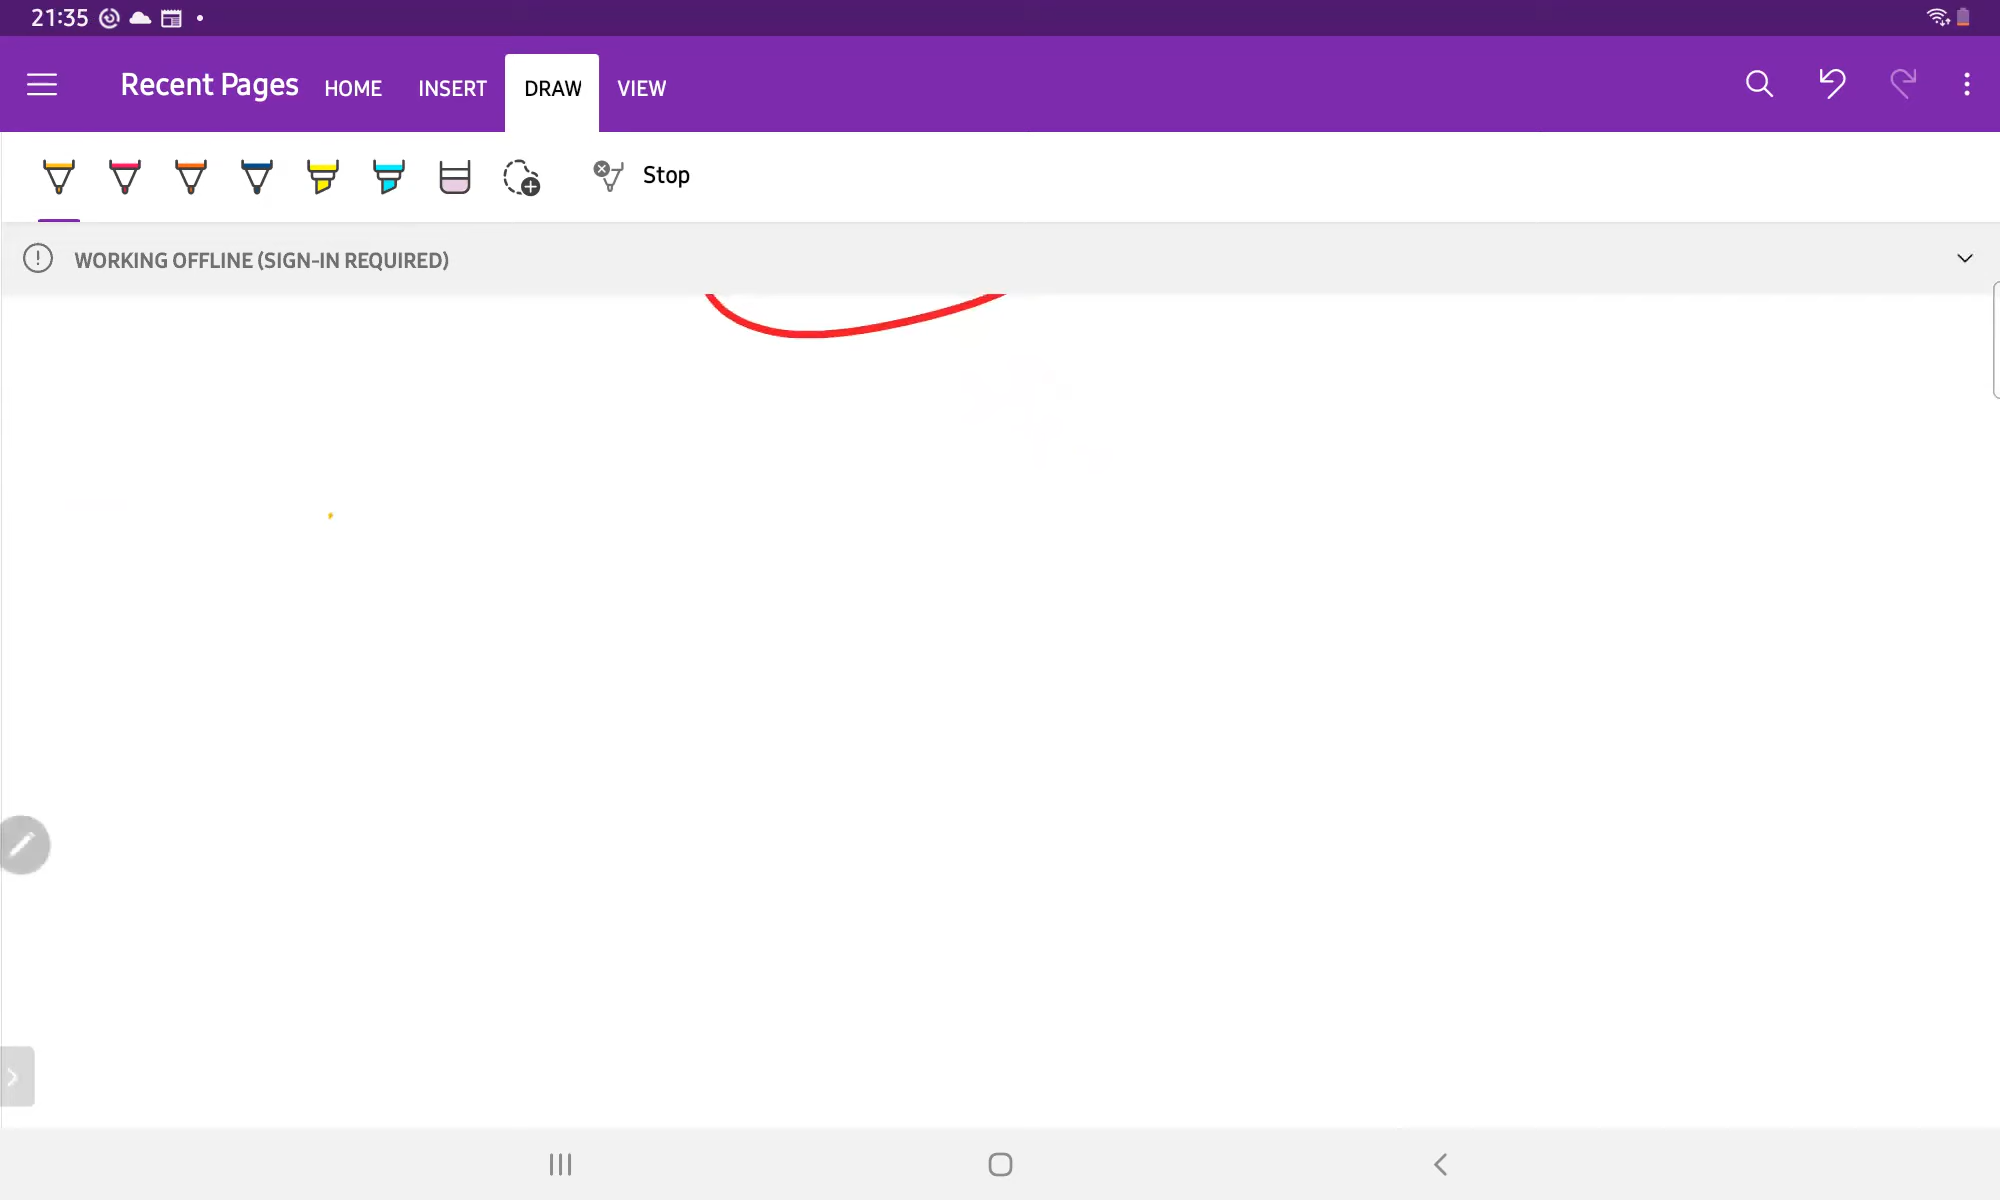 21:35
Recent Pages HOME INSERT DRAW VIEW
Stop
WORKING OFFLINE (SIGN-IN REQUIRED)